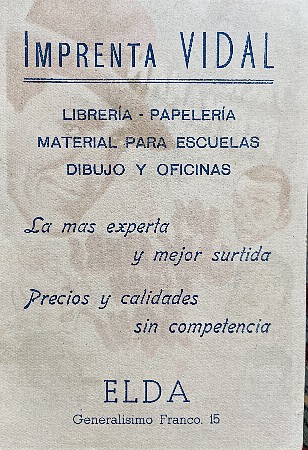 IMPRENTA VIDAL
LIBRERÍA - PAPELERÍA
MATERIAL PARA ESCUELAS
DIBUJO Y OFICINAS
La mas experta
y mejor surtida
Precios y calidades
sin competencia
ELDA
Generalisimo Franco, 15